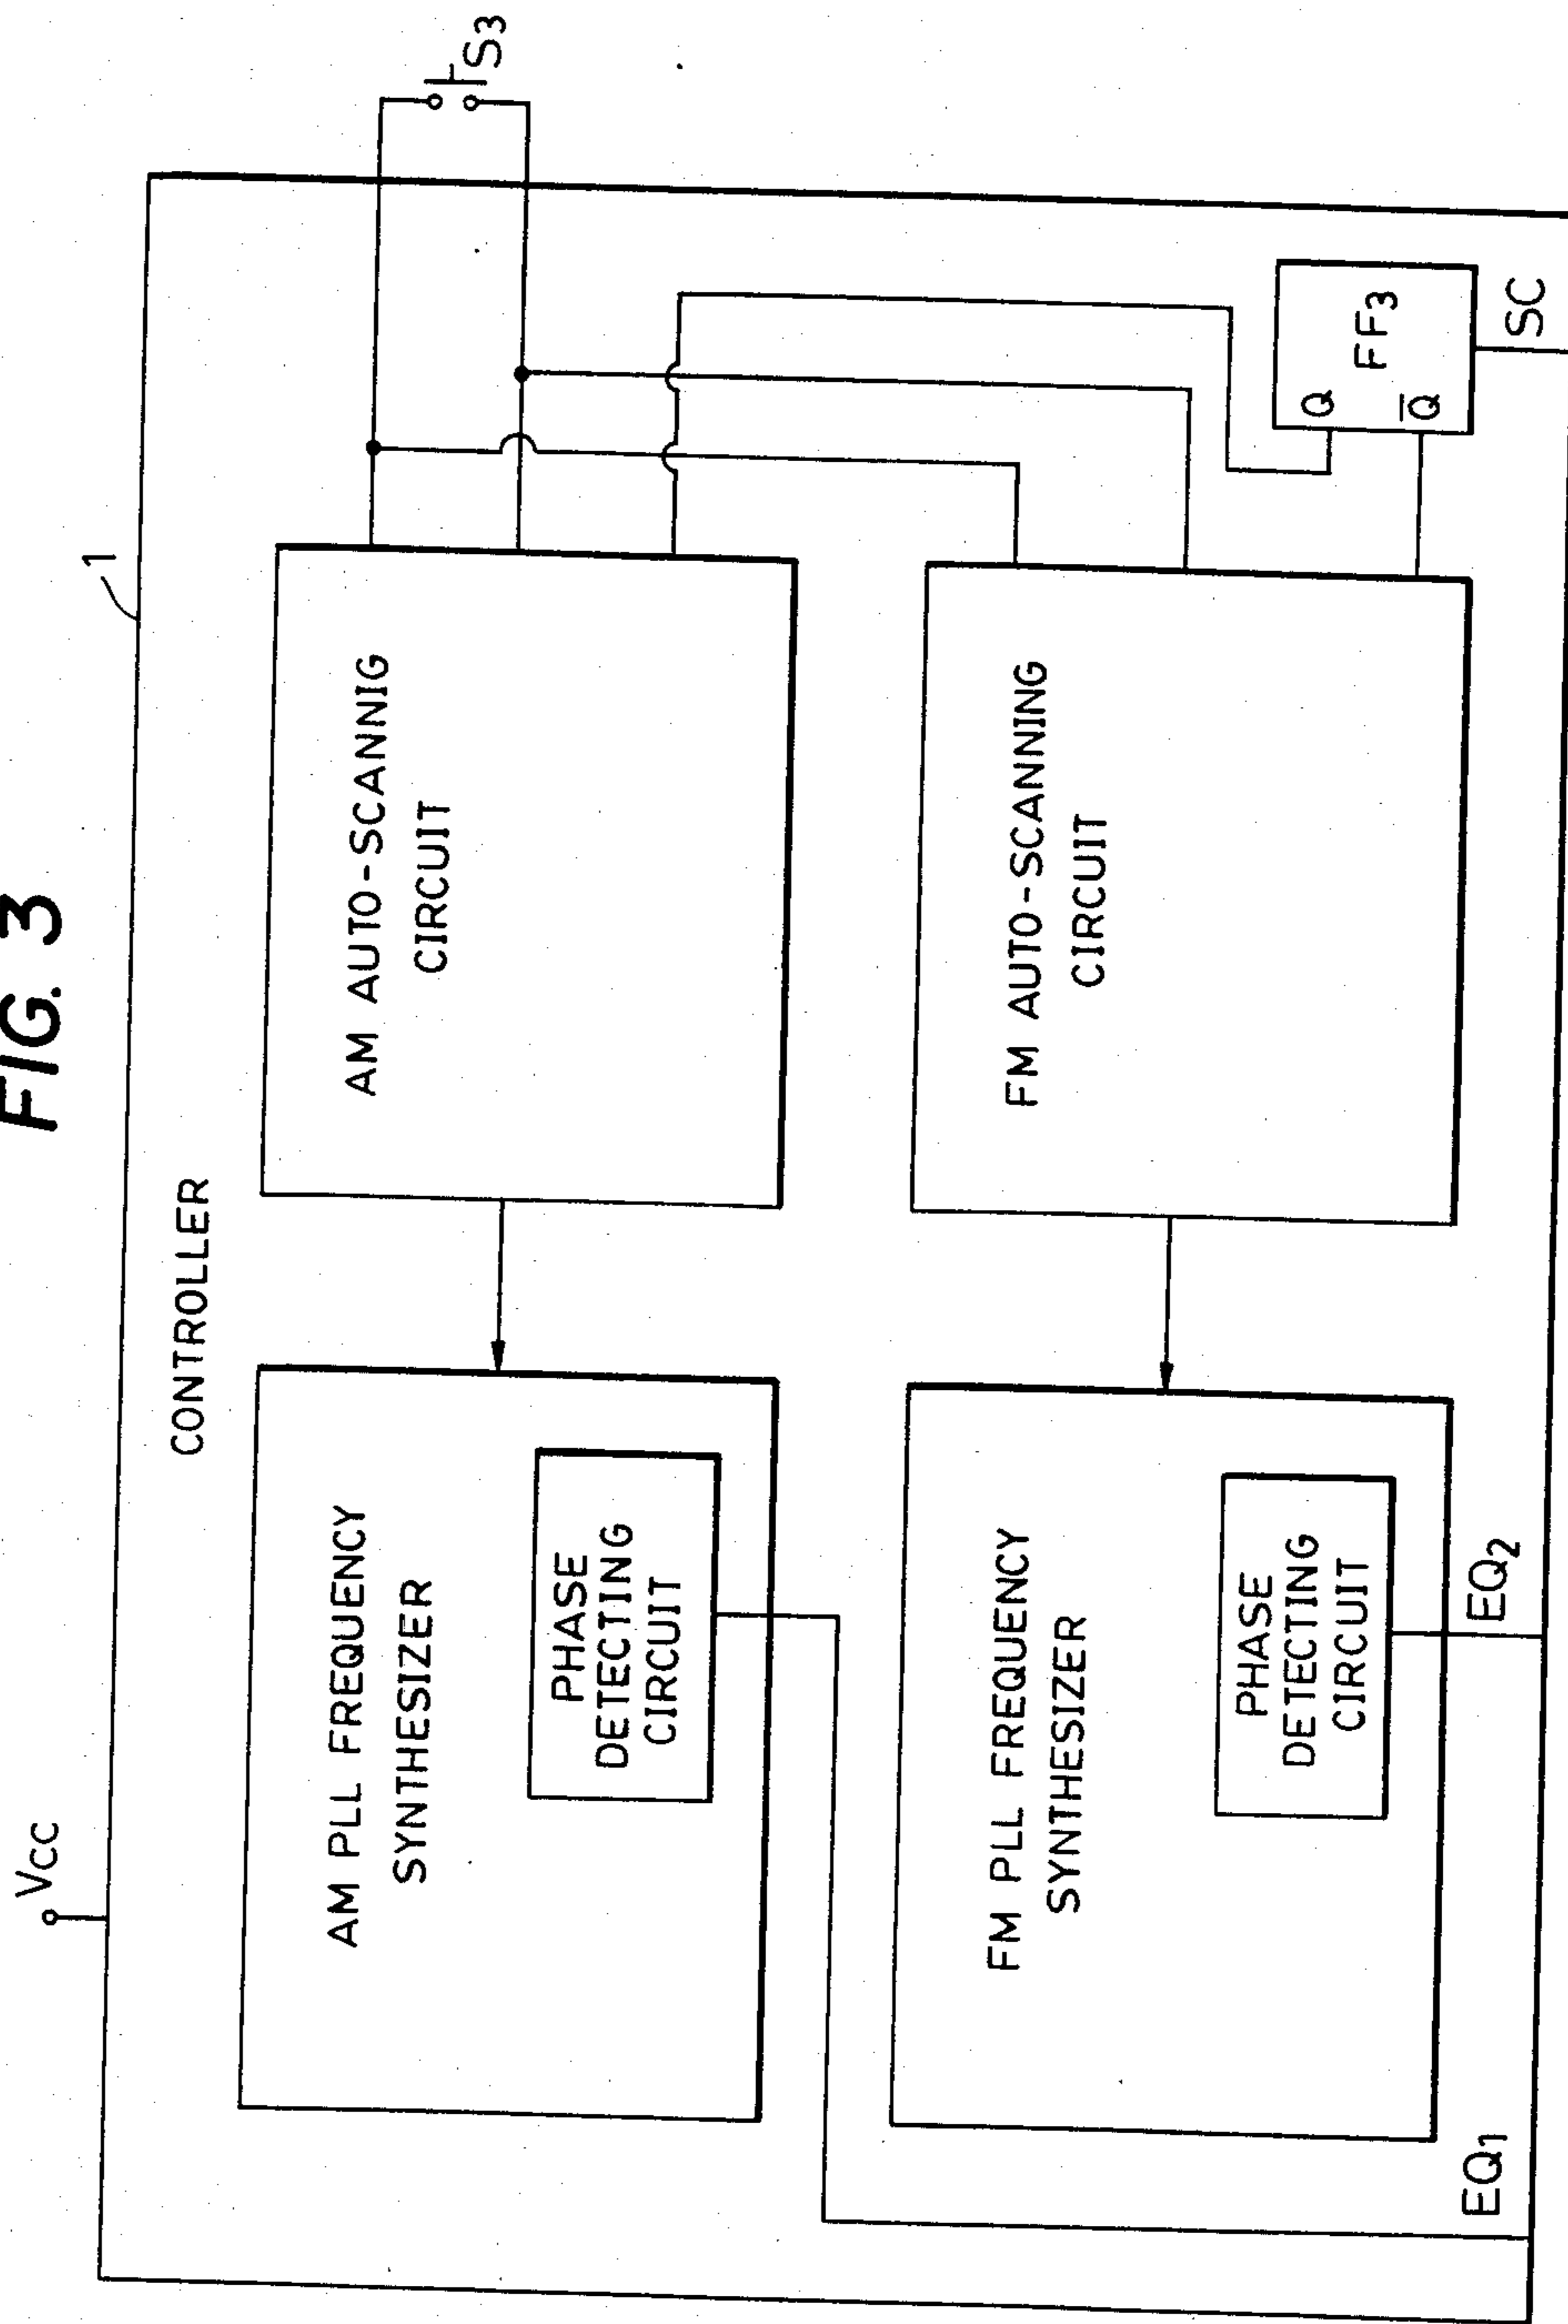 FIG. 3
1
VCC
CONTROLLER
S3
AM PLL FREQUENCY
SYNTHESIZER
PHASE
DETECTING
CIRCUIT
AM AUTO-SCANNIG
CIRCUIT
FM PLL FREQUENCY
SYNTHESIZER
PHASE
DETECTING
CIRCUIT
FM AUTO-SCANNING
CIRCUIT
Q
FF3
Q̅
EQ1
EQ2
SC